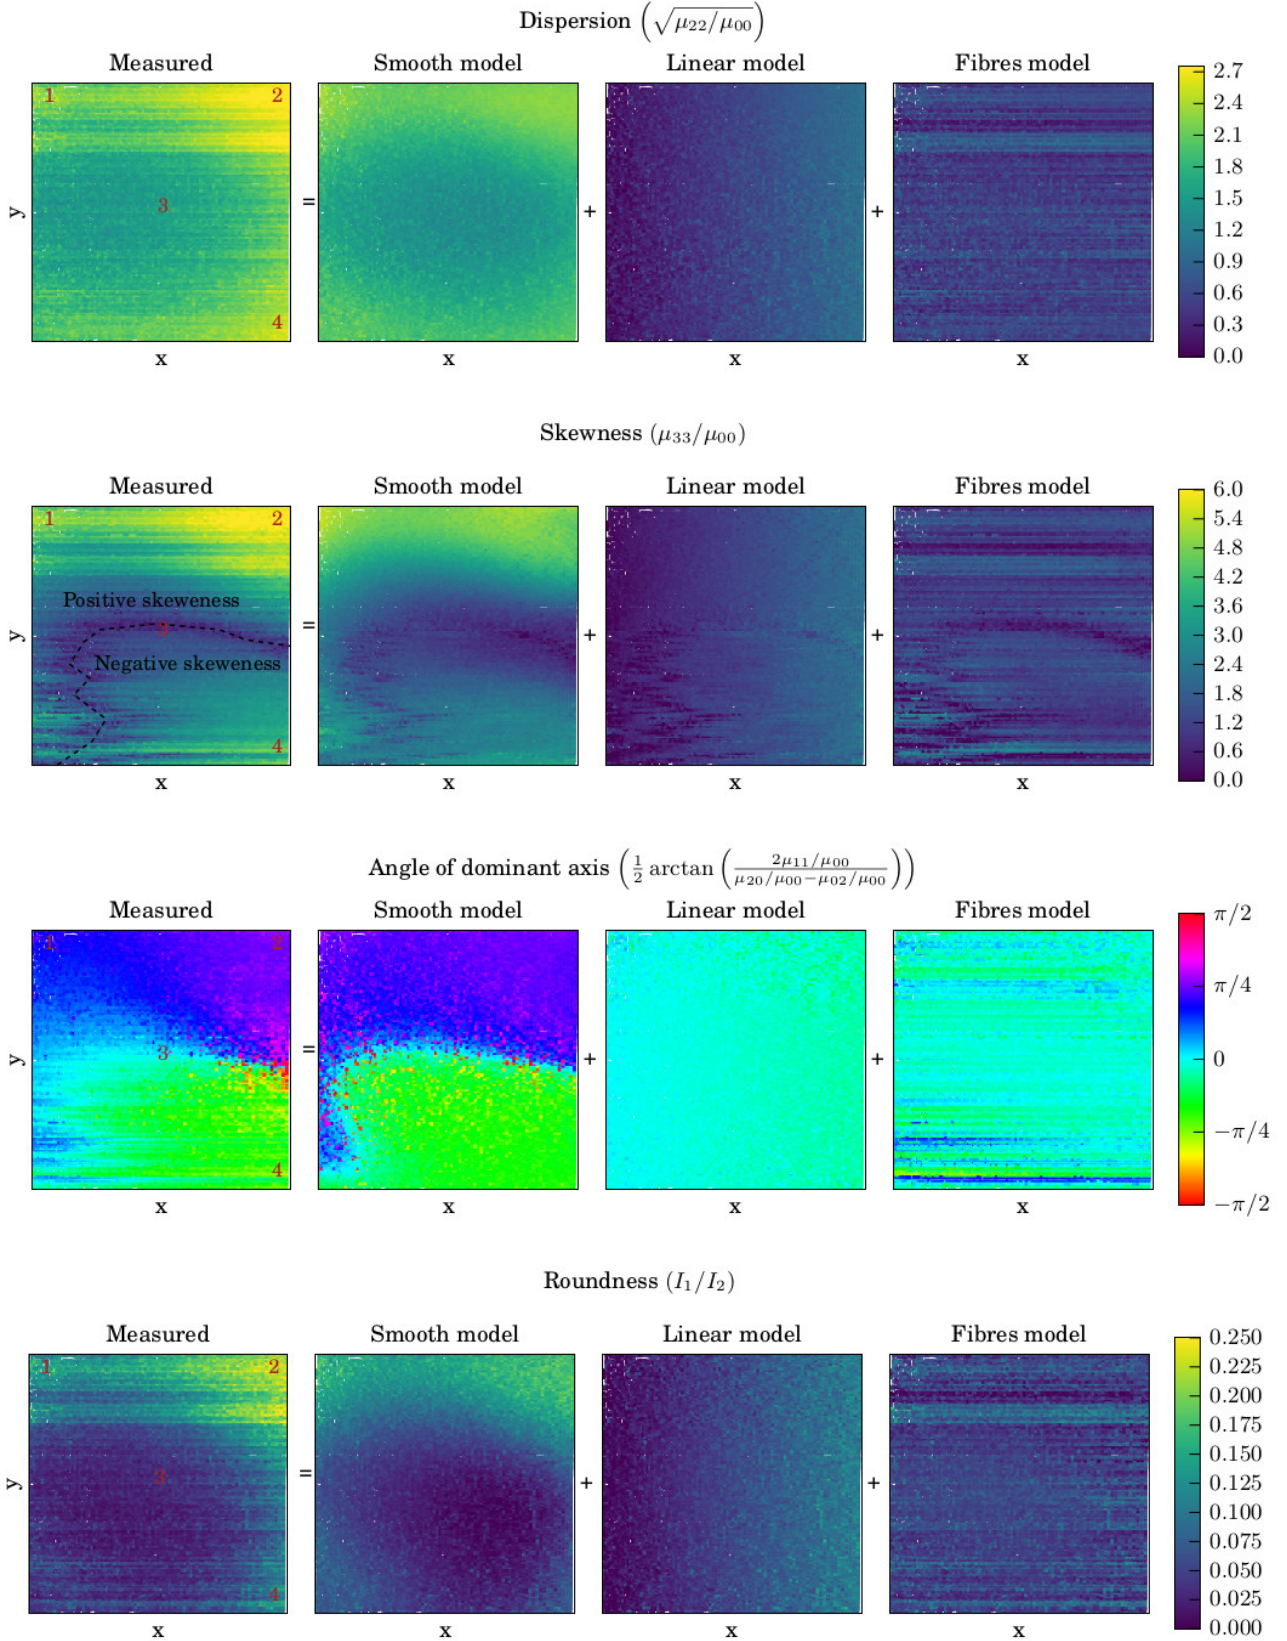 Dispersion (√μ22/μ00)
Measured Smooth model Linear model Fibres model
1 2 3 4
y = + +
x x x x
2.7
2.4
2.1
1.8
1.5
1.2
0.9
0.6
0.3
0.0
Skewness (μ33/μ00)
Measured Smooth model Linear model Fibres model
1 2
Positive skeweness
3
Negative skeweness
4
y = + +
x x x x
6.0
5.4
4.8
4.2
3.6
3.0
2.4
1.8
1.2
0.6
0.0
Angle of dominant axis (1/2 arctan (2μ11/μ00 / μ20/μ00−μ02/μ00))
Measured Smooth model Linear model Fibres model
1 2 3 4
y = + +
x x x x
π/2
π/4
0
−π/4
−π/2
Roundness (I1/I2)
Measured Smooth model Linear model Fibres model
1 2 3 4
y = + +
x x x x
0.250
0.225
0.200
0.175
0.150
0.125
0.100
0.075
0.050
0.025
0.000